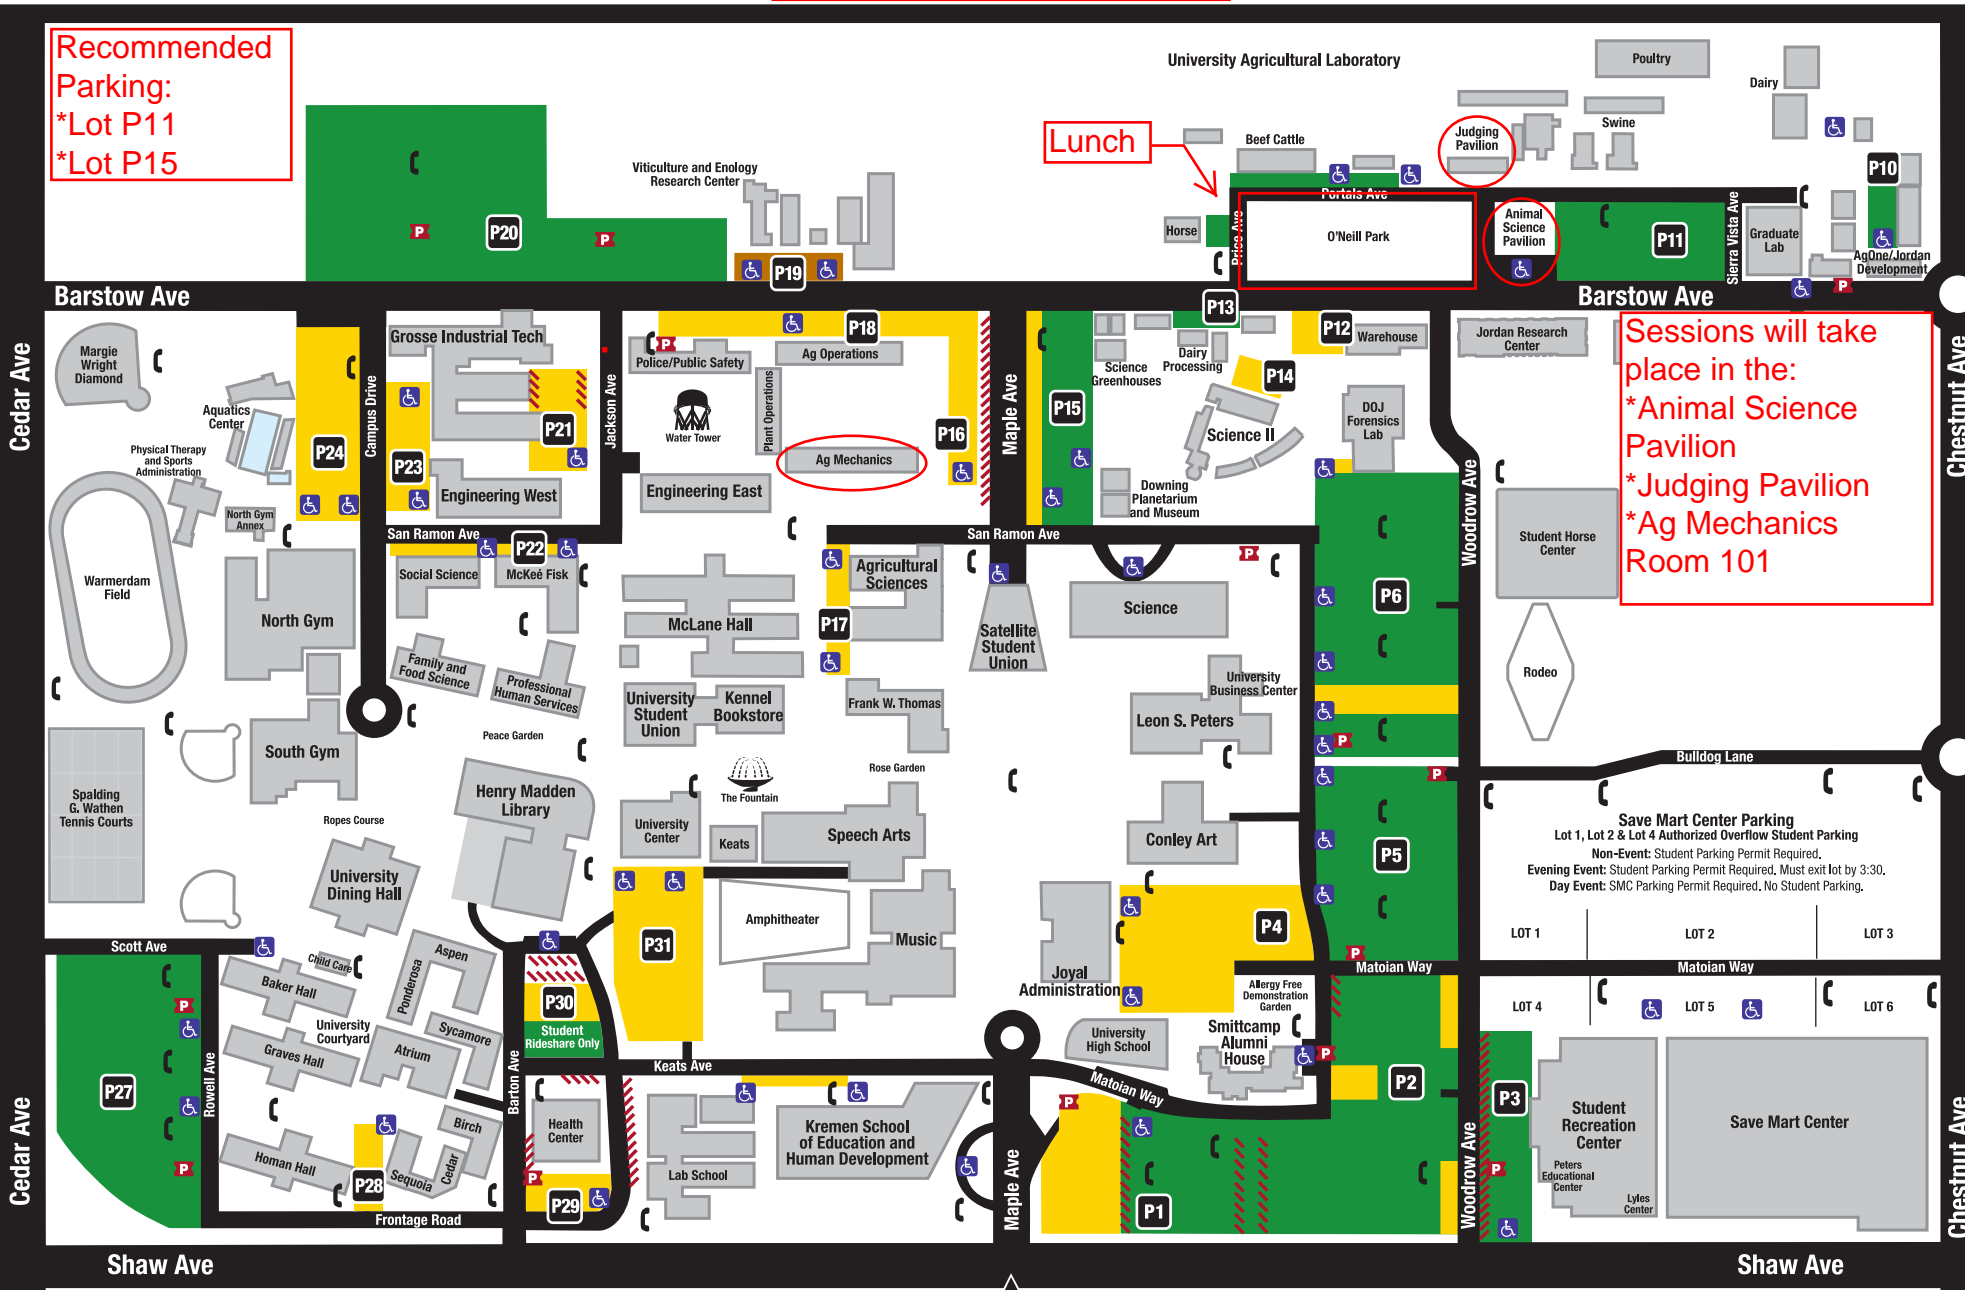 Recommended
Parking:
*Lot P11
*Lot P15
University Agricultural Laboratory
Poultry
Dairy
Swine
Judging
Pavilion
Beef Cattle
Lunch
Viticulture and Enology
Research Center
P10
P20
P
P
P19
Portals Ave
Horse
Price Ave
O'Neill Park
Animal
Science
Pavilion
P11
Sierra Vista Ave
Graduate
Lab
AgOne/Jordan
Development
P
Barstow Ave
Barstow Ave
Cedar Ave
Margie
Wright
Diamond
Aquatics
Center
Physical Therapy
and Sports
Administration
North Gym
Annex
P24
Campus Drive
Grosse Industrial Tech
P23
P21
Engineering West
Jackson Ave
P
Police/Public Safety
P18
Ag Operations
Plant Operations
Water Tower
Ag Mechanics
Engineering East
P16
Maple Ave
P15
P13
Science
Greenhouses
Dairy
Processing
P12
Warehouse
P14
Science II
DOJ
Forensics
Lab
Downing
Planetarium
and Museum
Jordan Research
Center
Sessions will take
place in the:
*Animal Science
Pavilion
*Judging Pavilion
*Ag Mechanics
Room 101
Chestnut Ave
Woodrow Ave
Student Horse
Center
Rodeo
San Ramon Ave
San Ramon Ave
P22
Social Science
McKee Fisk
Warmerdam
Field
North Gym
South Gym
Family and
Food Science
Professional
Human Services
McLane Hall
Agricultural
Sciences
P17
Satellite
Student
Union
Science
P
P6
University
Student
Union
Kennel
Bookstore
Frank W. Thomas
University
Business Center
Leon S. Peters
P
P
Bulldog Lane
Spalding
G. Wathen
Tennis Courts
Peace Garden
Henry Madden
Library
The Fountain
Rose Garden
Ropes Course
University
Center
Keats
Speech Arts
Conley Art
P5
Save Mart Center Parking
Lot 1, Lot 2 & Lot 4 Authorized Overflow Student Parking
Non-Event: Student Parking Permit Required.
Evening Event: Student Parking Permit Required. Must exit lot by 3:30.
Day Event: SMC Parking Permit Required. No Student Parking.
LOT 1
LOT 2
LOT 3
University
Dining Hall
Amphitheater
Music
P31
P4
P
Matoian Way
Matoian Way
Scott Ave
Child Care
Aspen
Ponderosa
Baker Hall
University
Courtyard
Sycamore
Graves Hall
Atrium
P30
Student
Rideshare Only
Joyal
Administration
Allergy Free
Demonstration
Garden
University
High School
Smittcamp
Alumni
House
P
LOT 4
LOT 5
LOT 6
P
P27
P
Rowell Ave
Barton Ave
Keats Ave
Matoian Way
P2
P3
P
Cedar Ave
Birch
Homan Hall
P28
Sequoia
Cedar
Health
Center
P
P29
Lab School
Kremen School
of Education and
Human Development
Maple Ave
P
P1
Woodrow Ave
Student
Recreation
Center
Peters
Educational
Center
Lyles
Center
Save Mart Center
Chestnut Ave
Frontage Road
Shaw Ave
Shaw Ave